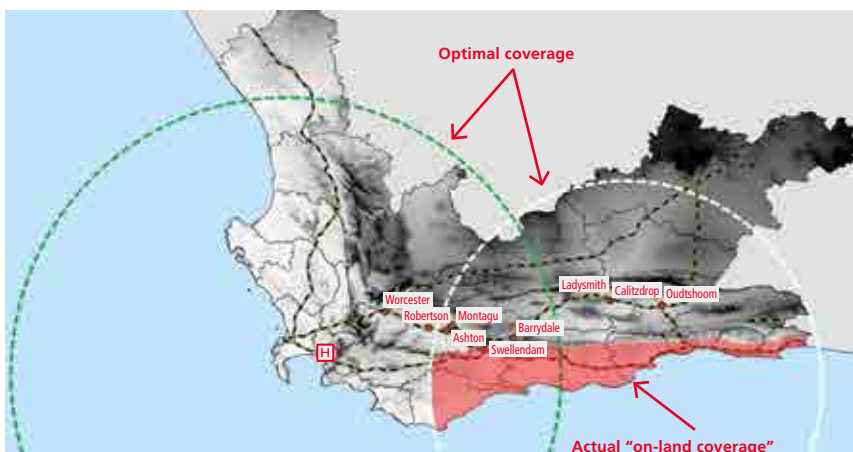 Optimal coverage
Ladysmith
Calitzdrop
Oudtshoom
Worcester
Robertson
Montagu
Barrydale
Ashton
Swellendam
H
Actual "on-land coverage"